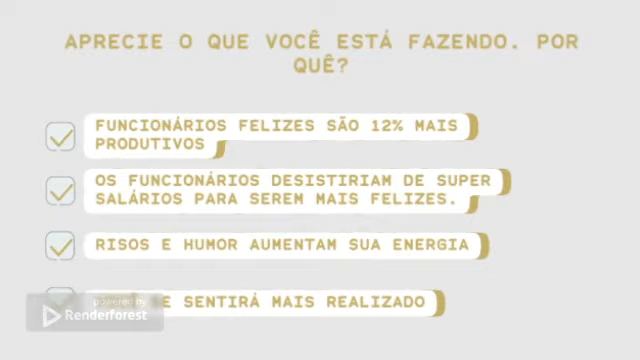 APRECIE O QUE VOCÊ ESTÁ FAZENDO. POR
QUÊ?
FUNCIONÁRIOS FELIZES SÃO 12% MAIS
PRODUTIVOS
OS FUNCIONÁRIOS DESISTIRIAM DE SUPER
SALÁRIOS PARA SEREM MAIS FELIZES.
RISOS E HUMOR AUMENTAM SUA ENERGIA
SE SENTIRÁ MAIS REALIZADO
powered by
Renderforest